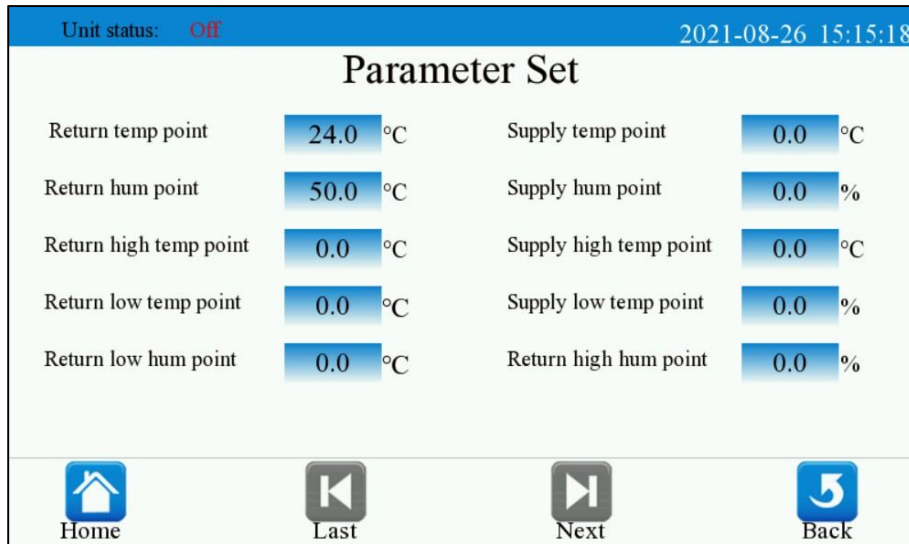 Unit status: Off 2021-08-26 15:15:18
Parameter Set
Return temp point 24.0 °C Supply temp point 0.0 °C
Return hum point 50.0 °C Supply hum point 0.0 %
Return high temp point 0.0 °C Supply high temp point 0.0 °C
Return low temp point 0.0 °C Supply low temp point 0.0 %
Return low hum point 0.0 °C Return high hum point 0.0 %
Home Last Next Back